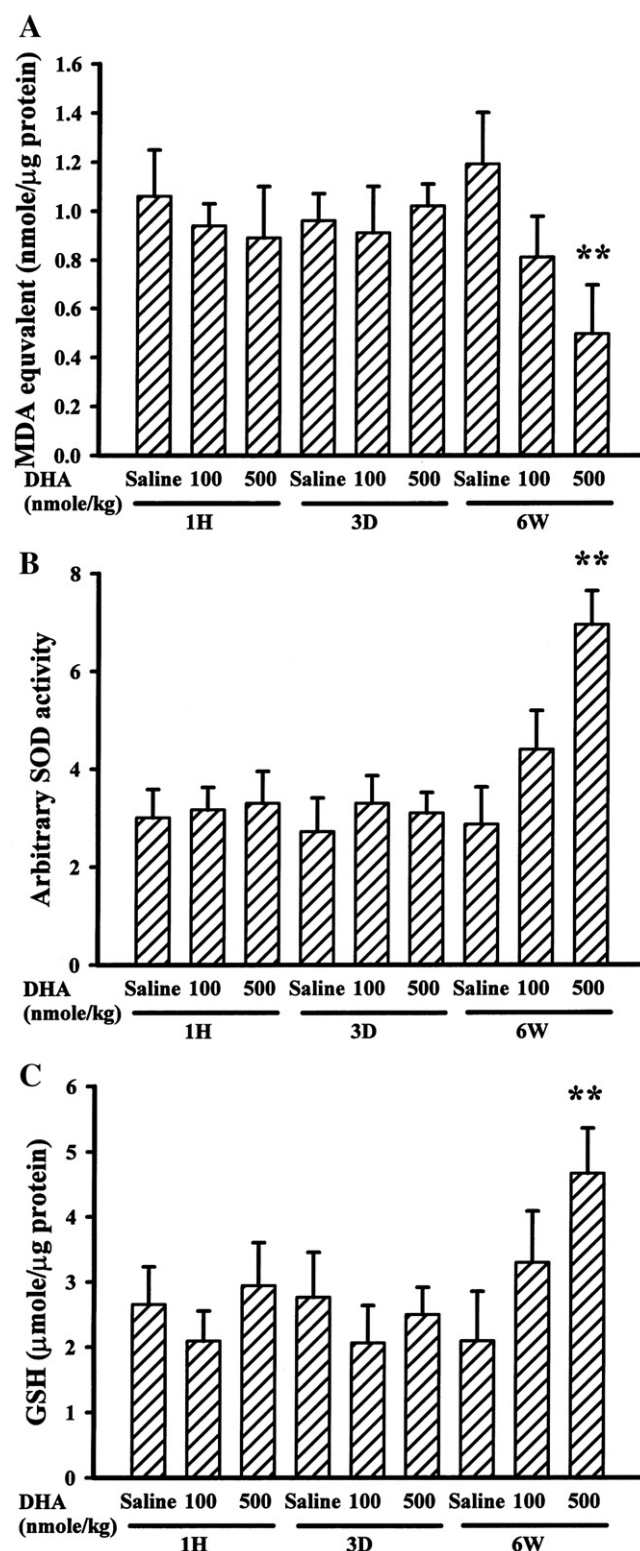 A
MDA equvalent (nmole/µg protein)
1.6
1.4
1.2
1.0
0.8
0.6
0.4
0.2
0.0
**
DHA Saline 100 500 Saline 100 500 Saline 100 500
(nmole/kg)
1H 3D 6W
B
Arbitrary SOD activity
8
6
4
2
0
**
DHA Saline 100 500 Saline 100 500 Saline 100 500
(nmole/kg)
1H 3D 6W
C
GSH (µmole/µg protein)
6
5
4
3
2
1
0
**
DHA Saline 100 500 Saline 100 500 Saline 100 500
(nmole/kg)
1H 3D 6W